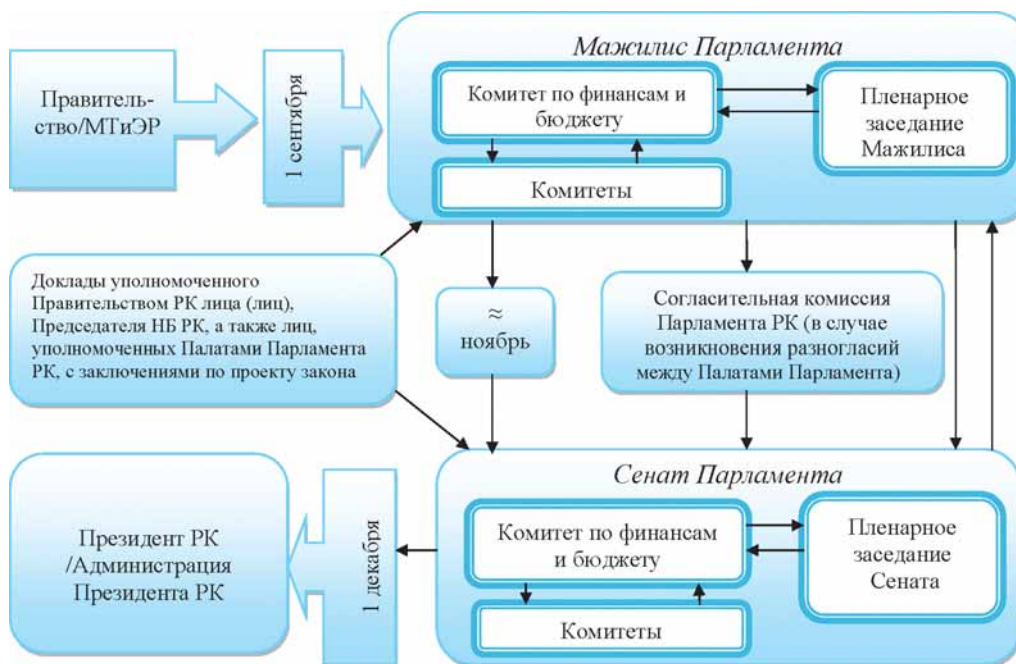 Правитель-
ство/МТиЭР
1 сентября
Мажилис Парламента
Комитет по финансам и
бюджету
Комитеты
Пленарное
заседание
Мажилиса
Доклады уполномоченного
Правительством РК лица (лиц),
Председателя НБ РК, а также лиц,
уполномоченных Палатами Парламента
РК, с заключениями по проекту закона
≈
ноябрь
Согласительная комиссия
Парламента РК (в случае
возникновения разногласий
между Палатами Парламента)
Президент РК
/Администрация
Президента РК
1 декабря
Сенат Парламента
Комитет по финансам
и бюджету
Комитеты
Пленарное
заседание
Сената